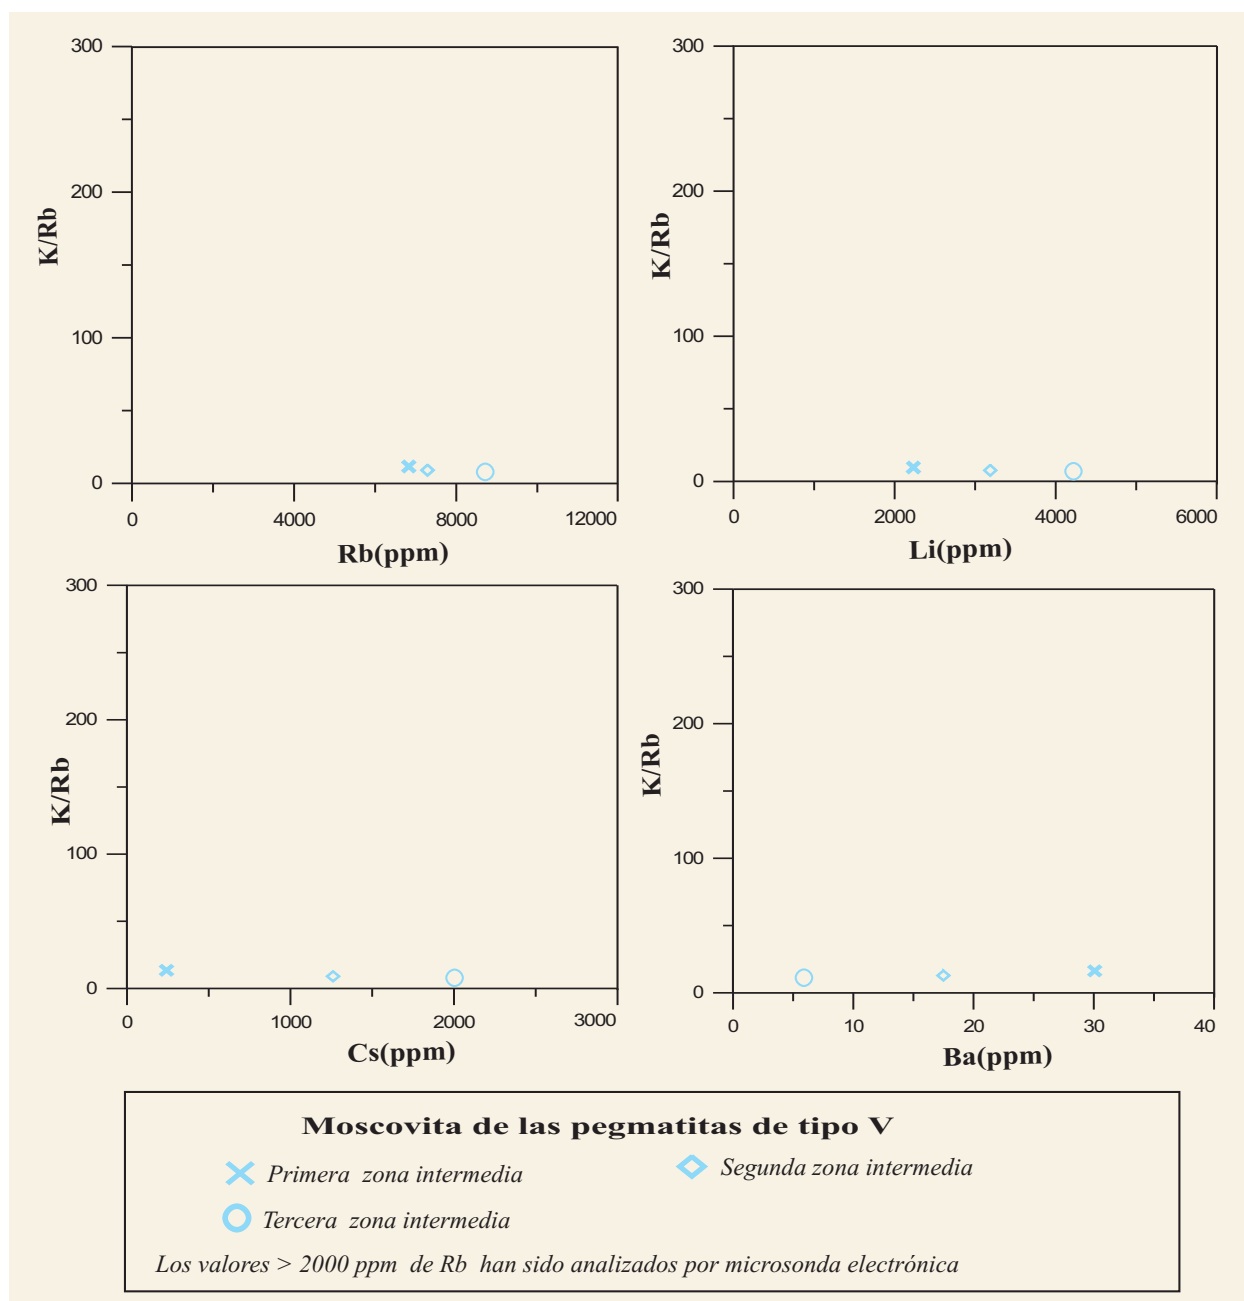 300
200
100
0
K/Rb
0 4000 8000 12000
Rb(ppm)
300
200
100
0
K/Rb
0 2000 4000 6000
Li(ppm)
300
200
100
0
K/Rb
0 1000 2000 3000
Cs(ppm)
300
200
100
0
K/Rb
0 10 20 30 40
Ba(ppm)
Moscovita de las pegmatitas de tipo V
Primera zona intermedia
Segunda zona intermedia
Tercera zona intermedia
Los valores > 2000 ppm de Rb han sido analizados por microsonda electrónica